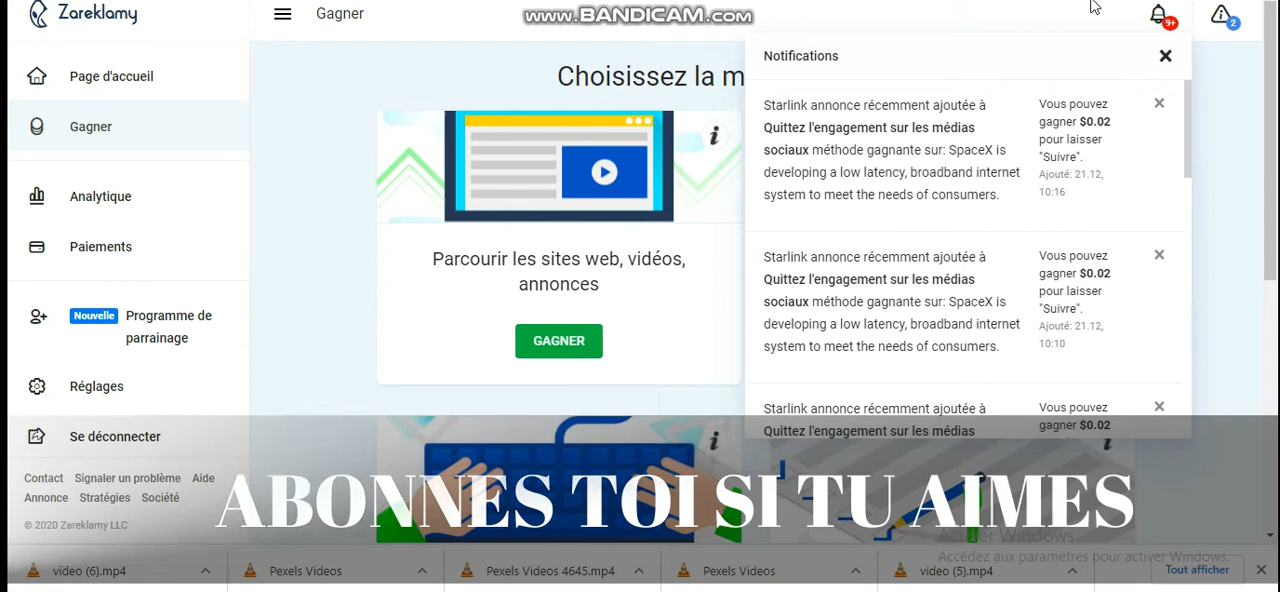 Zareklamy
Gagner
www.BANDICAM.com
9+
2
Page d'accueil
Gagner
Analytique
Paiements
Nouvelle Programme de
parrainage
Réglages
Se déconnecter
Contact Signaler un problème Aide
Annonce Stratégies Société
© 2020 Zareklamy LLC
Choisissez la m
Parcourir les sites web, vidéos,
annonces
GAGNER
Notifications
Starlink annonce récemment ajoutée à
Quittez l'engagement sur les médias
sociaux méthode gagnante sur: SpaceX is
developing a low latency, broadband internet
system to meet the needs of consumers.
Vous pouvez
gagner $0.02
pour laisser
"Suivre".
Ajouté: 21.12,
10:16
Starlink annonce récemment ajoutée à
Quittez l'engagement sur les médias
sociaux méthode gagnante sur: SpaceX is
developing a low latency, broadband internet
system to meet the needs of consumers.
Vous pouvez
gagner $0.02
pour laisser
"Suivre".
Ajouté: 21.12,
10:10
Starlink annonce récemment ajoutée à
Quittez l'engagement sur les médias
Vous pouvez
gagner $0.02
ABONNES TOI SI TU AIMES
Activer Windows
Accédez aux paramètres pour activer Windows.
video (6).mp4
Pexels Videos
Pexels Videos 4645.mp4
Pexels Videos
video (5).mp4
Tout afficher